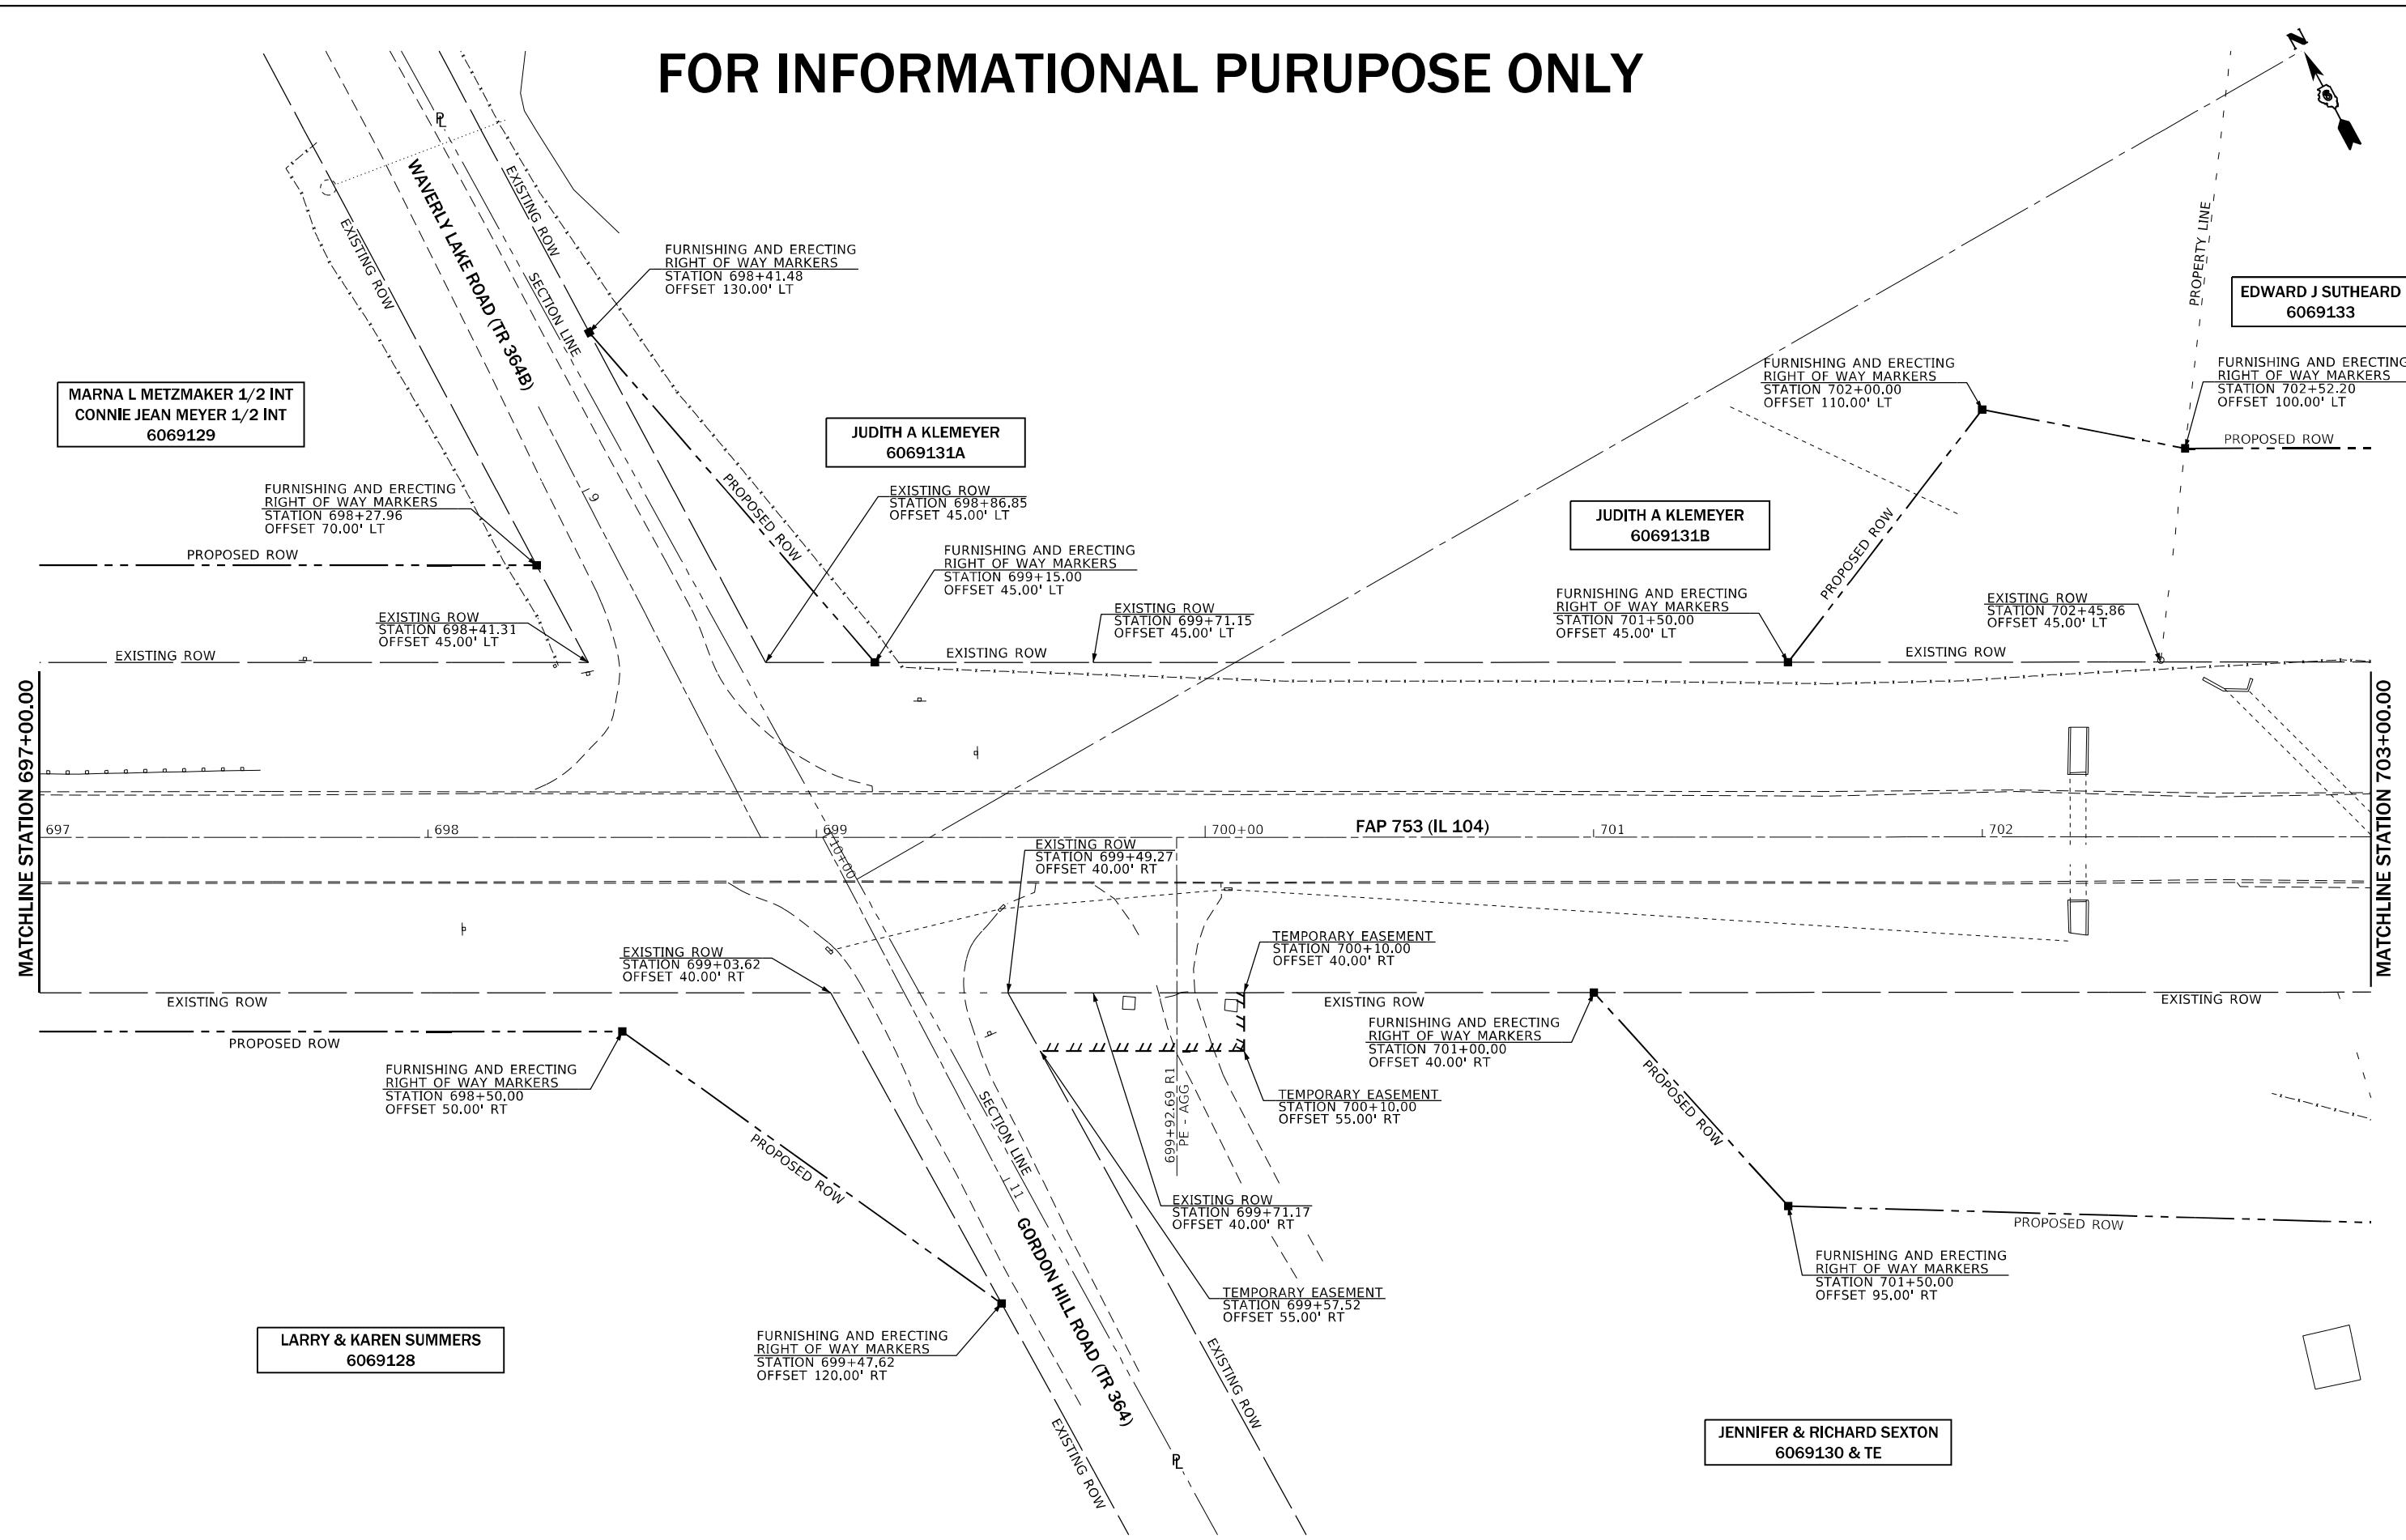 FOR INFORMATIONAL PURUPOSE ONLY
N
PL
WAVERLY LAKE ROAD (TR 364B)
EXISTING ROW
EXISTING ROW
SECTION LINE
FURNISHING AND ERECTING
RIGHT OF WAY MARKERS
STATION 698+41.48
OFFSET 130.00' LT
PROPERTY LINE
EDWARD J SUTHEARD
6069133
MARNA L METZMAKER 1/2 INT
CONNIE JEAN MEYER 1/2 INT
6069129
JUDITH A KLEMEYER
6069131A
FURNISHING AND ERECTING
RIGHT OF WAY MARKERS
STATION 702+00.00
OFFSET 110.00' LT
FURNISHING AND ERECTING
RIGHT OF WAY MARKERS
STATION 702+52.20
OFFSET 100.00' LT
PROPOSED ROW
FURNISHING AND ERECTING
RIGHT OF WAY MARKERS
STATION 698+27.96
OFFSET 70.00' LT
PROPOSED ROW
9
PROPOSED ROW
EXISTING ROW
STATION 698+86.85
OFFSET 45.00' LT
JUDITH A KLEMEYER
6069131B
PROPOSED ROW
FURNISHING AND ERECTING
RIGHT OF WAY MARKERS
STATION 699+15.00
OFFSET 45.00' LT
EXISTING ROW
STATION 698+41.31
OFFSET 45.00' LT
EXISTING ROW
STATION 699+71.15
OFFSET 45.00' LT
FURNISHING AND ERECTING
RIGHT OF WAY MARKERS
STATION 701+50.00
OFFSET 45.00' LT
EXISTING ROW
STATION 702+45.86
OFFSET 45.00' LT
EXISTING ROW
EXISTING ROW
EXISTING ROW
MATCHLINE STATION 697+00.00
MATCHLINE STATION 703+00.00
697
698
699
700+00
FAP 753 (IL 104)
701
702
10+00
EXISTING ROW
STATION 699+49.27
OFFSET 40.00' RT
EXISTING ROW
STATION 699+03.62
OFFSET 40.00' RT
TEMPORARY EASEMENT
STATION 700+10.00
OFFSET 40.00' RT
EXISTING ROW
EXISTING ROW
EXISTING ROW
PROPOSED ROW
FURNISHING AND ERECTING
RIGHT OF WAY MARKERS
STATION 701+00.00
OFFSET 40.00' RT
FURNISHING AND ERECTING
RIGHT OF WAY MARKERS
STATION 698+50.00
OFFSET 50.00' RT
TEMPORARY EASEMENT
STATION 700+10.00
OFFSET 55.00' RT
699+92.69 R1
PE - AGG
PROPOSED ROW
PROPOSED ROW
SECTION LINE
11
EXISTING ROW
STATION 699+71.17
OFFSET 40.00' RT
PROPOSED ROW
GORDON HILL ROAD (TR 364)
FURNISHING AND ERECTING
RIGHT OF WAY MARKERS
STATION 701+50.00
OFFSET 95.00' RT
TEMPORARY EASEMENT
STATION 699+57.52
OFFSET 55.00' RT
LARRY & KAREN SUMMERS
6069128
FURNISHING AND ERECTING
RIGHT OF WAY MARKERS
STATION 699+47.62
OFFSET 120.00' RT
EXISTING ROW
EXISTING ROW
PL
JENNIFER & RICHARD SEXTON
6069130 & TE